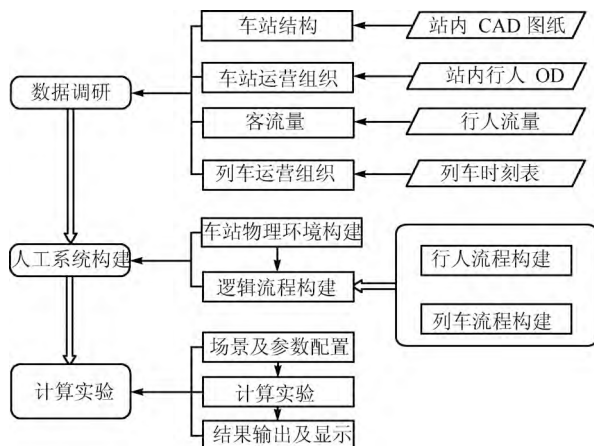 车站结构
站内 CAD 图纸
数据调研
车站运营组织
站内行人 OD
客流量
行人流量
列车运营组织
列车时刻表
人工系统构建
车站物理环境构建
逻辑流程构建
行人流程构建
列车流程构建
计算实验
场景及参数配置
计算实验
结果输出及显示